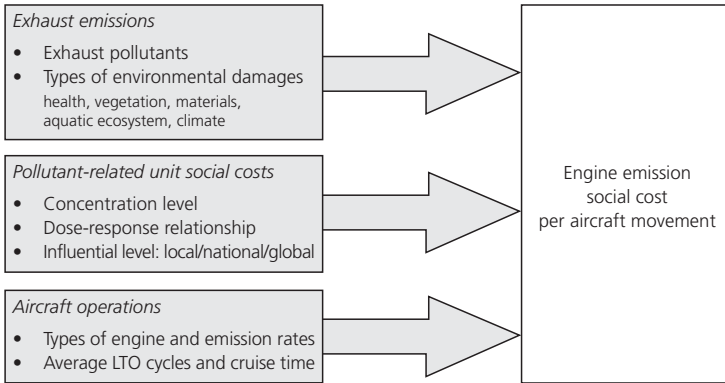 Exhaust emissions
• Exhaust pollutants
• Types of environmental damages
health, vegetation, materials,
aquatic ecosystem, climate
Pollutant-related unit social costs
• Concentration level
• Dose-response relationship
• Influential level: local/national/global
Aircraft operations
• Types of engine and emission rates
• Average LTO cycles and cruise time
Engine emission
social cost
per aircraft movement